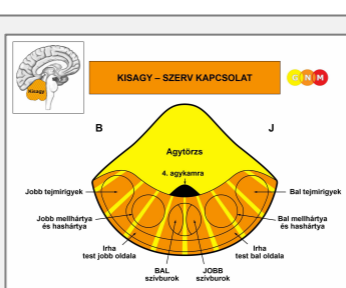 Kisagy
KISAGY – SZERV KAPCSOLAT
GNM
B
J
Agytörzs
4. agykamra
Jobb tejmirigyek
Bal tejmirigyek
Jobb mellhártya
és hashártya
Bal mellhártya
és hashártya
Irha
test jobb oldala
Irha
test bal oldala
BAL
szívburok
JOBB
szívburok